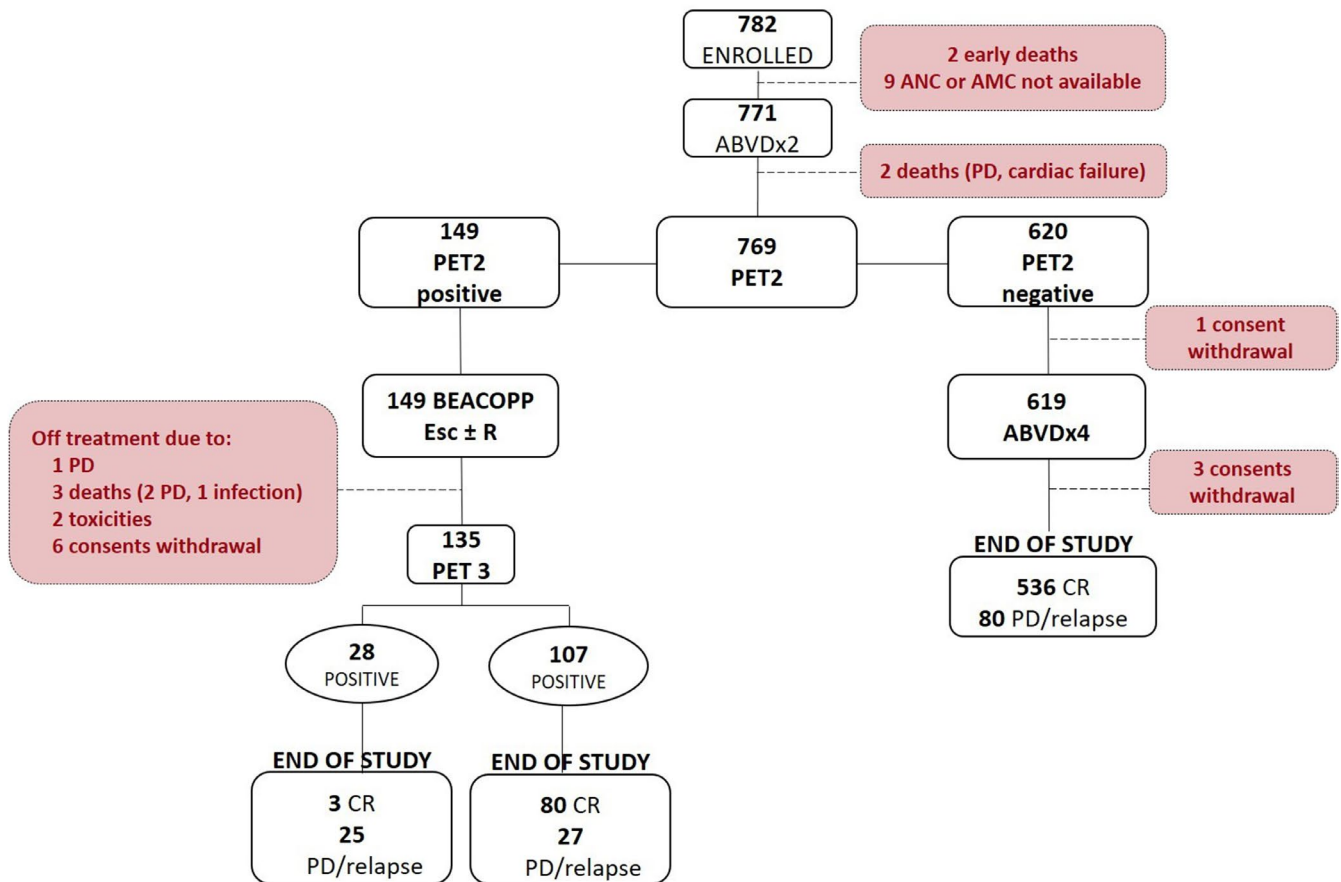 782
ENROLLED
2 early deaths
9 ANC or AMC not available
771
ABVDx2
2 deaths (PD, cardiac failure)
149
PET2
positive
769
PET2
620
PET2
negative
1 consent
withdrawal
149 BEACOPP
Esc ± R
619
ABVDx4
Off treatment due to:
1 PD
3 deaths (2 PD, 1 infection)
2 toxicities
6 consents withdrawal
3 consents
withdrawal
135
PET 3
END OF STUDY
536 CR
80 PD/relapse
28
POSITIVE
107
POSITIVE
END OF STUDY
3 CR
25
PD/relapse
END OF STUDY
80 CR
27
PD/relapse